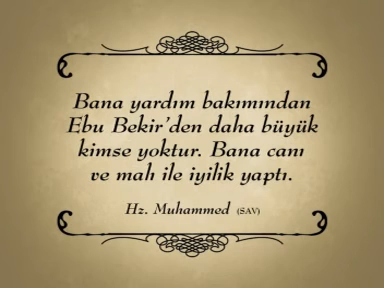 Bana yardım bakımından
Ebu Bekir'den daha büyük
kimse yoktur. Bana canı
ve malı ile iyilik yaptı.
Hz. Muhammed (SAV)